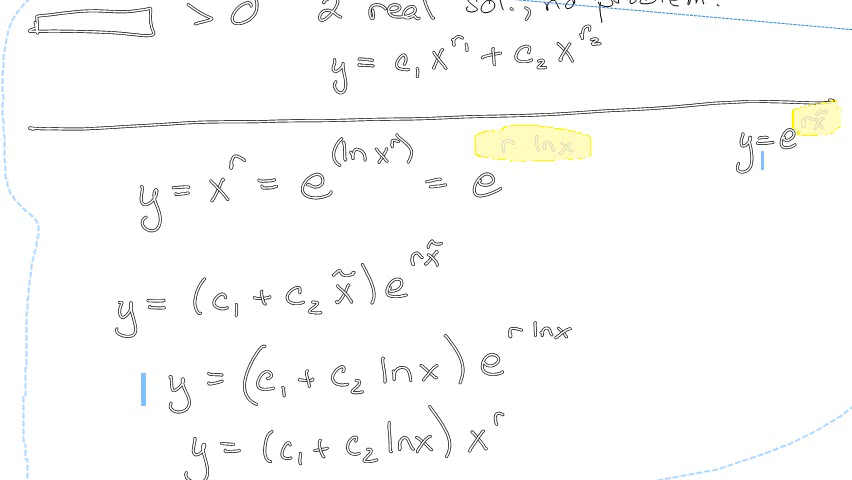 > 0 2 real sol., no problem.
y = c₁ x^r₁ + c₂ x^r₂
y = x^r = e^(ln x^r) = e^r ln x
y = e^r x̃
y = (c₁ + c₂ x̃) e^r x̃
y = (c₁ + c₂ ln x) e^r ln x
y = (c₁ + c₂ ln x) x^r